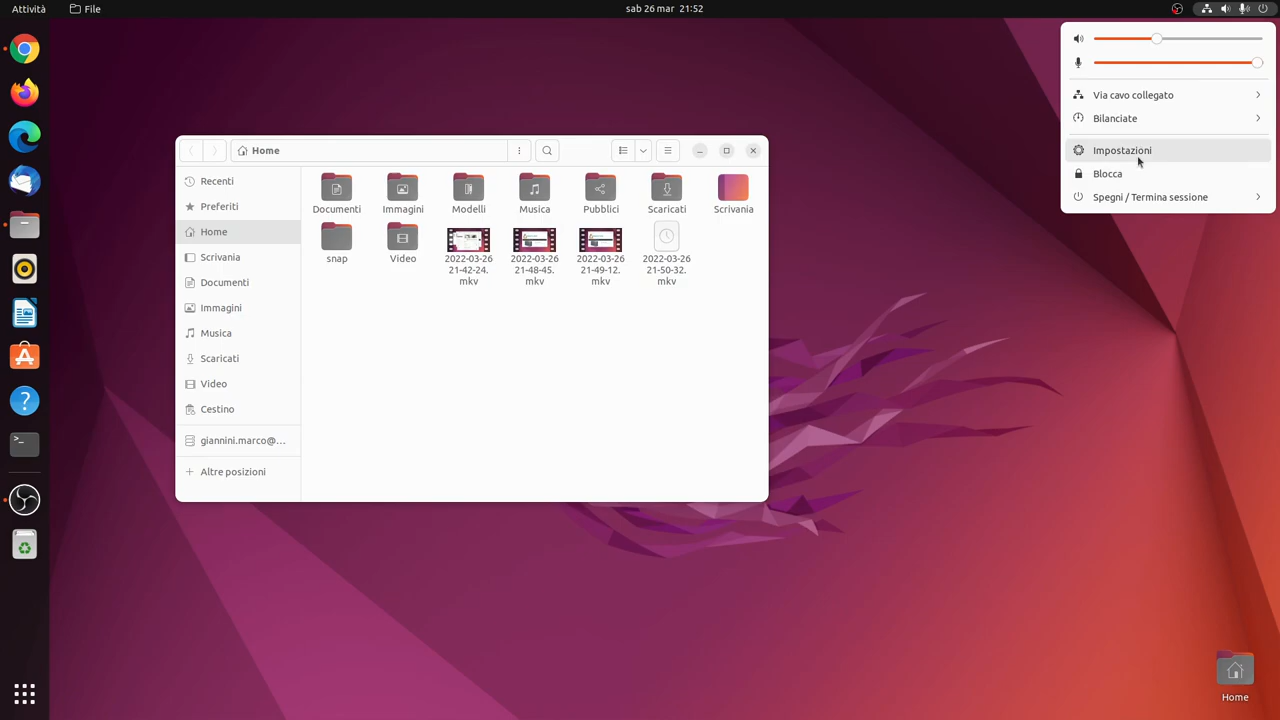 Attività
File
sab 26 mar 21:52
Via cavo collegato
Bilanciate
Impostazioni
Blocca
Spegni / Termina sessione
Home
Recenti
Preferiti
Home
Scrivania
Documenti
Immagini
Musica
Scaricati
Video
Cestino
giannini.marco@...
Altre posizioni
Documenti
Immagini
Modelli
Musica
Pubblici
Scaricati
Scrivania
snap
Video
2022-03-26
21-42-24.
mkv
2022-03-26
21-48-45.
mkv
2022-03-26
21-49-12.
mkv
2022-03-26
21-50-32.
mkv
Home